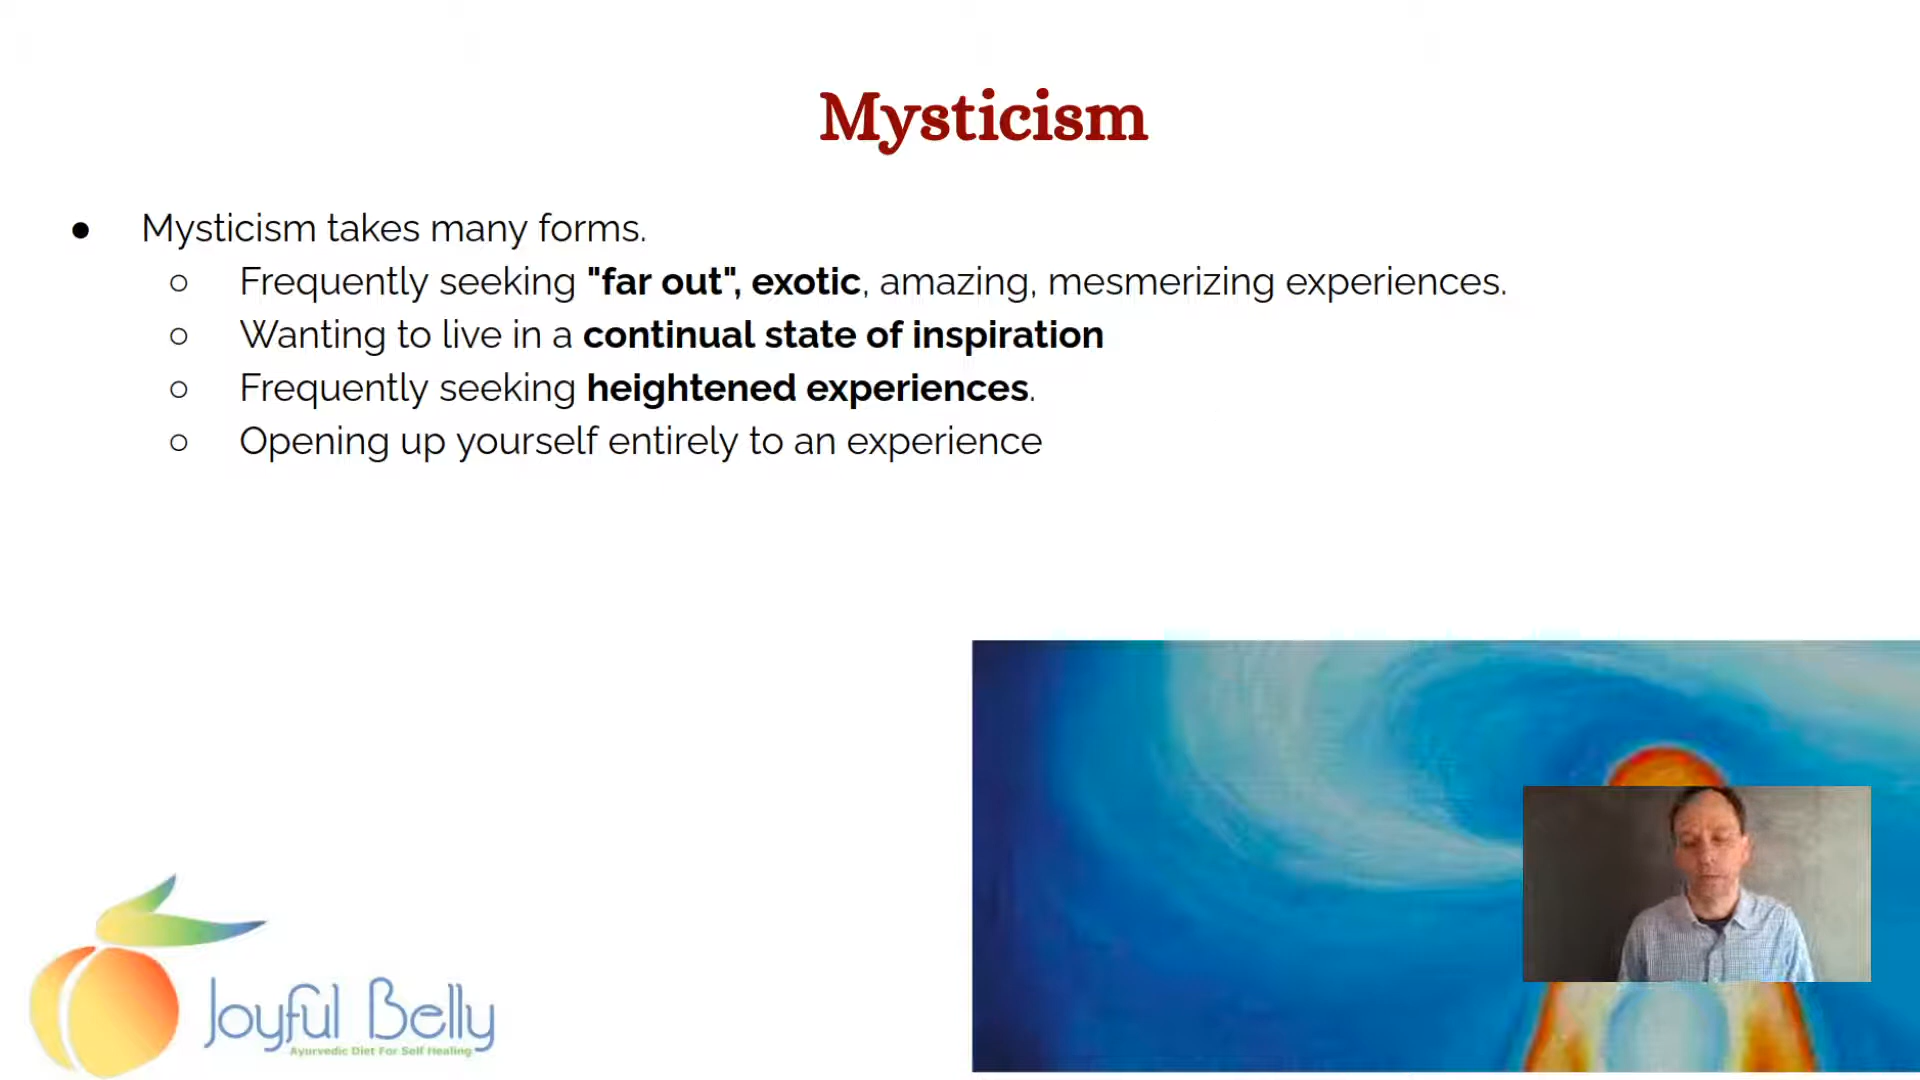 Mysticism
● Mysticism takes many forms.
○ Frequently seeking "far out", exotic, amazing, mesmerizing experiences.
○ Wanting to live in a continual state of inspiration
○ Frequently seeking heightened experiences.
○ Opening up yourself entirely to an experience
Joyful Belly
Ayurvedic Diet For Self Healing